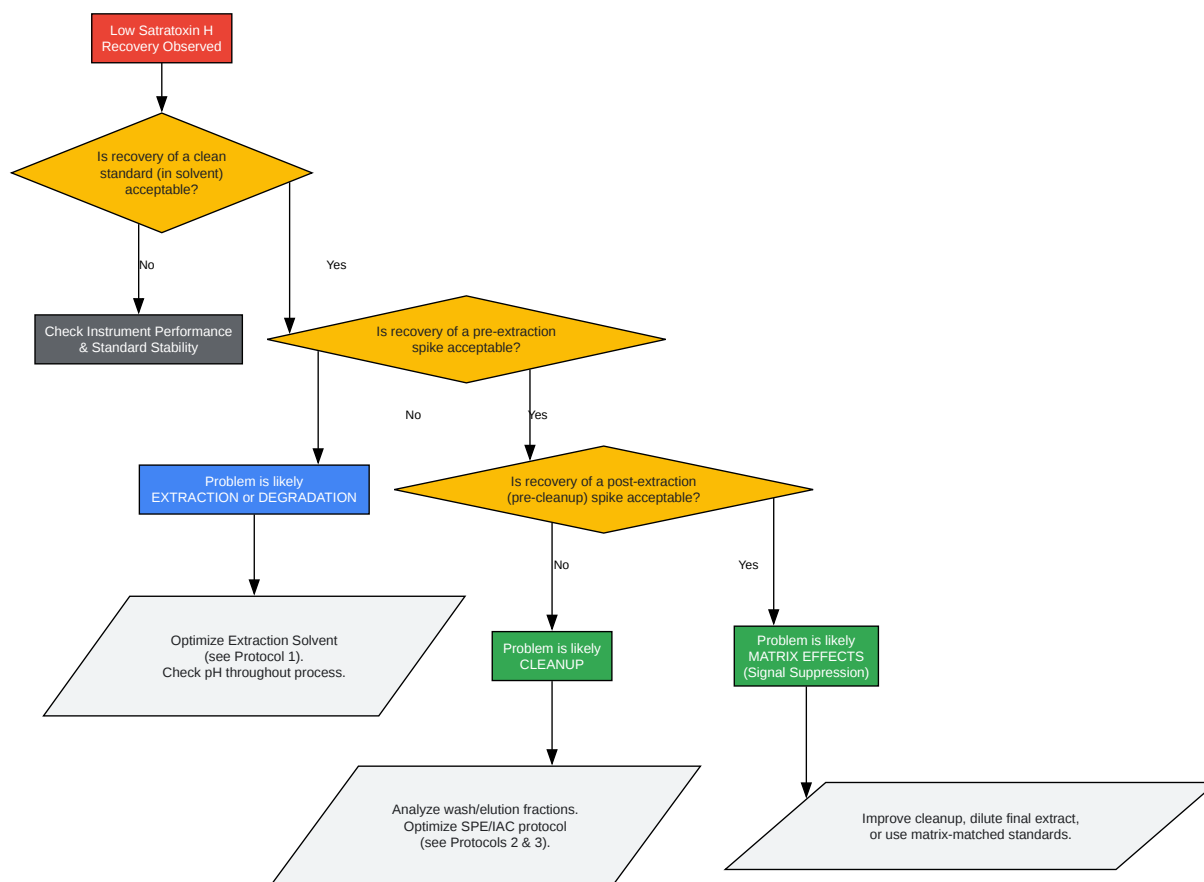 Low Satratoxin H
Recovery Observed
Is recovery of a clean
standard (in solvent)
acceptable?
No
Yes
Check Instrument Performance
& Standard Stability
Is recovery of a pre-extraction
spike acceptable?
No
Yes
Problem is likely
EXTRACTION or DEGRADATION
Is recovery of a post-extraction
(pre-cleanup) spike acceptable?
No
Yes
Optimize Extraction Solvent
(see Protocol 1).
Check pH throughout process.
Problem is likely
CLEANUP
Problem is likely
MATRIX EFFECTS
(Signal Suppression)
Analyze wash/elution fractions.
Optimize SPE/IAC protocol
(see Protocols 2 & 3).
Improve cleanup, dilute final extract,
or use matrix-matched standards.